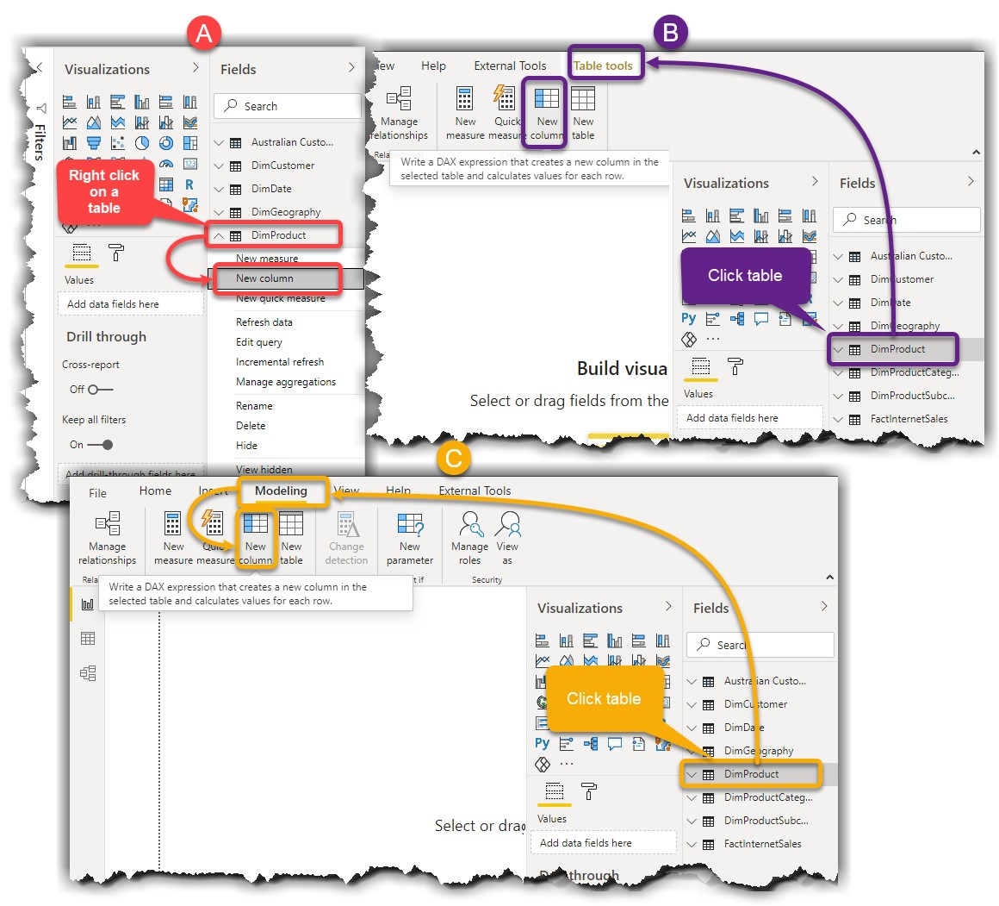 A
Visualizations
Fields
Search
Filters
Australian Custo...
DimCustomer
DimDate
DimGeography
DimProduct
123
R
Right click
on a
table
New measure
New column
New quick measure
Refresh data
Edit query
Incremental refresh
Manage aggregations
Rename
Delete
Hide
View hidden
Values
Add data fields here
Drill through
Cross-report
Off
Keep all filters
On
Add drill-through fields here
B
Help
External Tools
Table tools
Manage
relationships
New
measure
Quick
measure
New
column
New
table
Write a DAX expression that creates a new column in the
selected table and calculates values for each row.
Visualizations
Fields
Search
Australian Custo...
DimCustomer
DimDate
DimGeography
DimProduct
DimProductCateg...
DimProductSubc...
FactInternetSales
Click table
Py
Values
Add data fields here
Build visua
Select or drag fields from the
C
File
Home
Insert
Modeling
View
Help
External Tools
Manage
relationships
New
measure
Quick
measure
New
column
New
table
Change
detection
New
parameter
Manage
roles
View
as
Security
Write a DAX expression that creates a new column in the
selected table and calculates values for each row.
Visualizations
Fields
Search
Australian Custo...
DimCustomer
DimDate
DimGeography
DimProduct
DimProductCateg...
DimProductSubc...
FactInternetSales
Click table
Py
Values
Add data fields here
Select or drag
Drill through